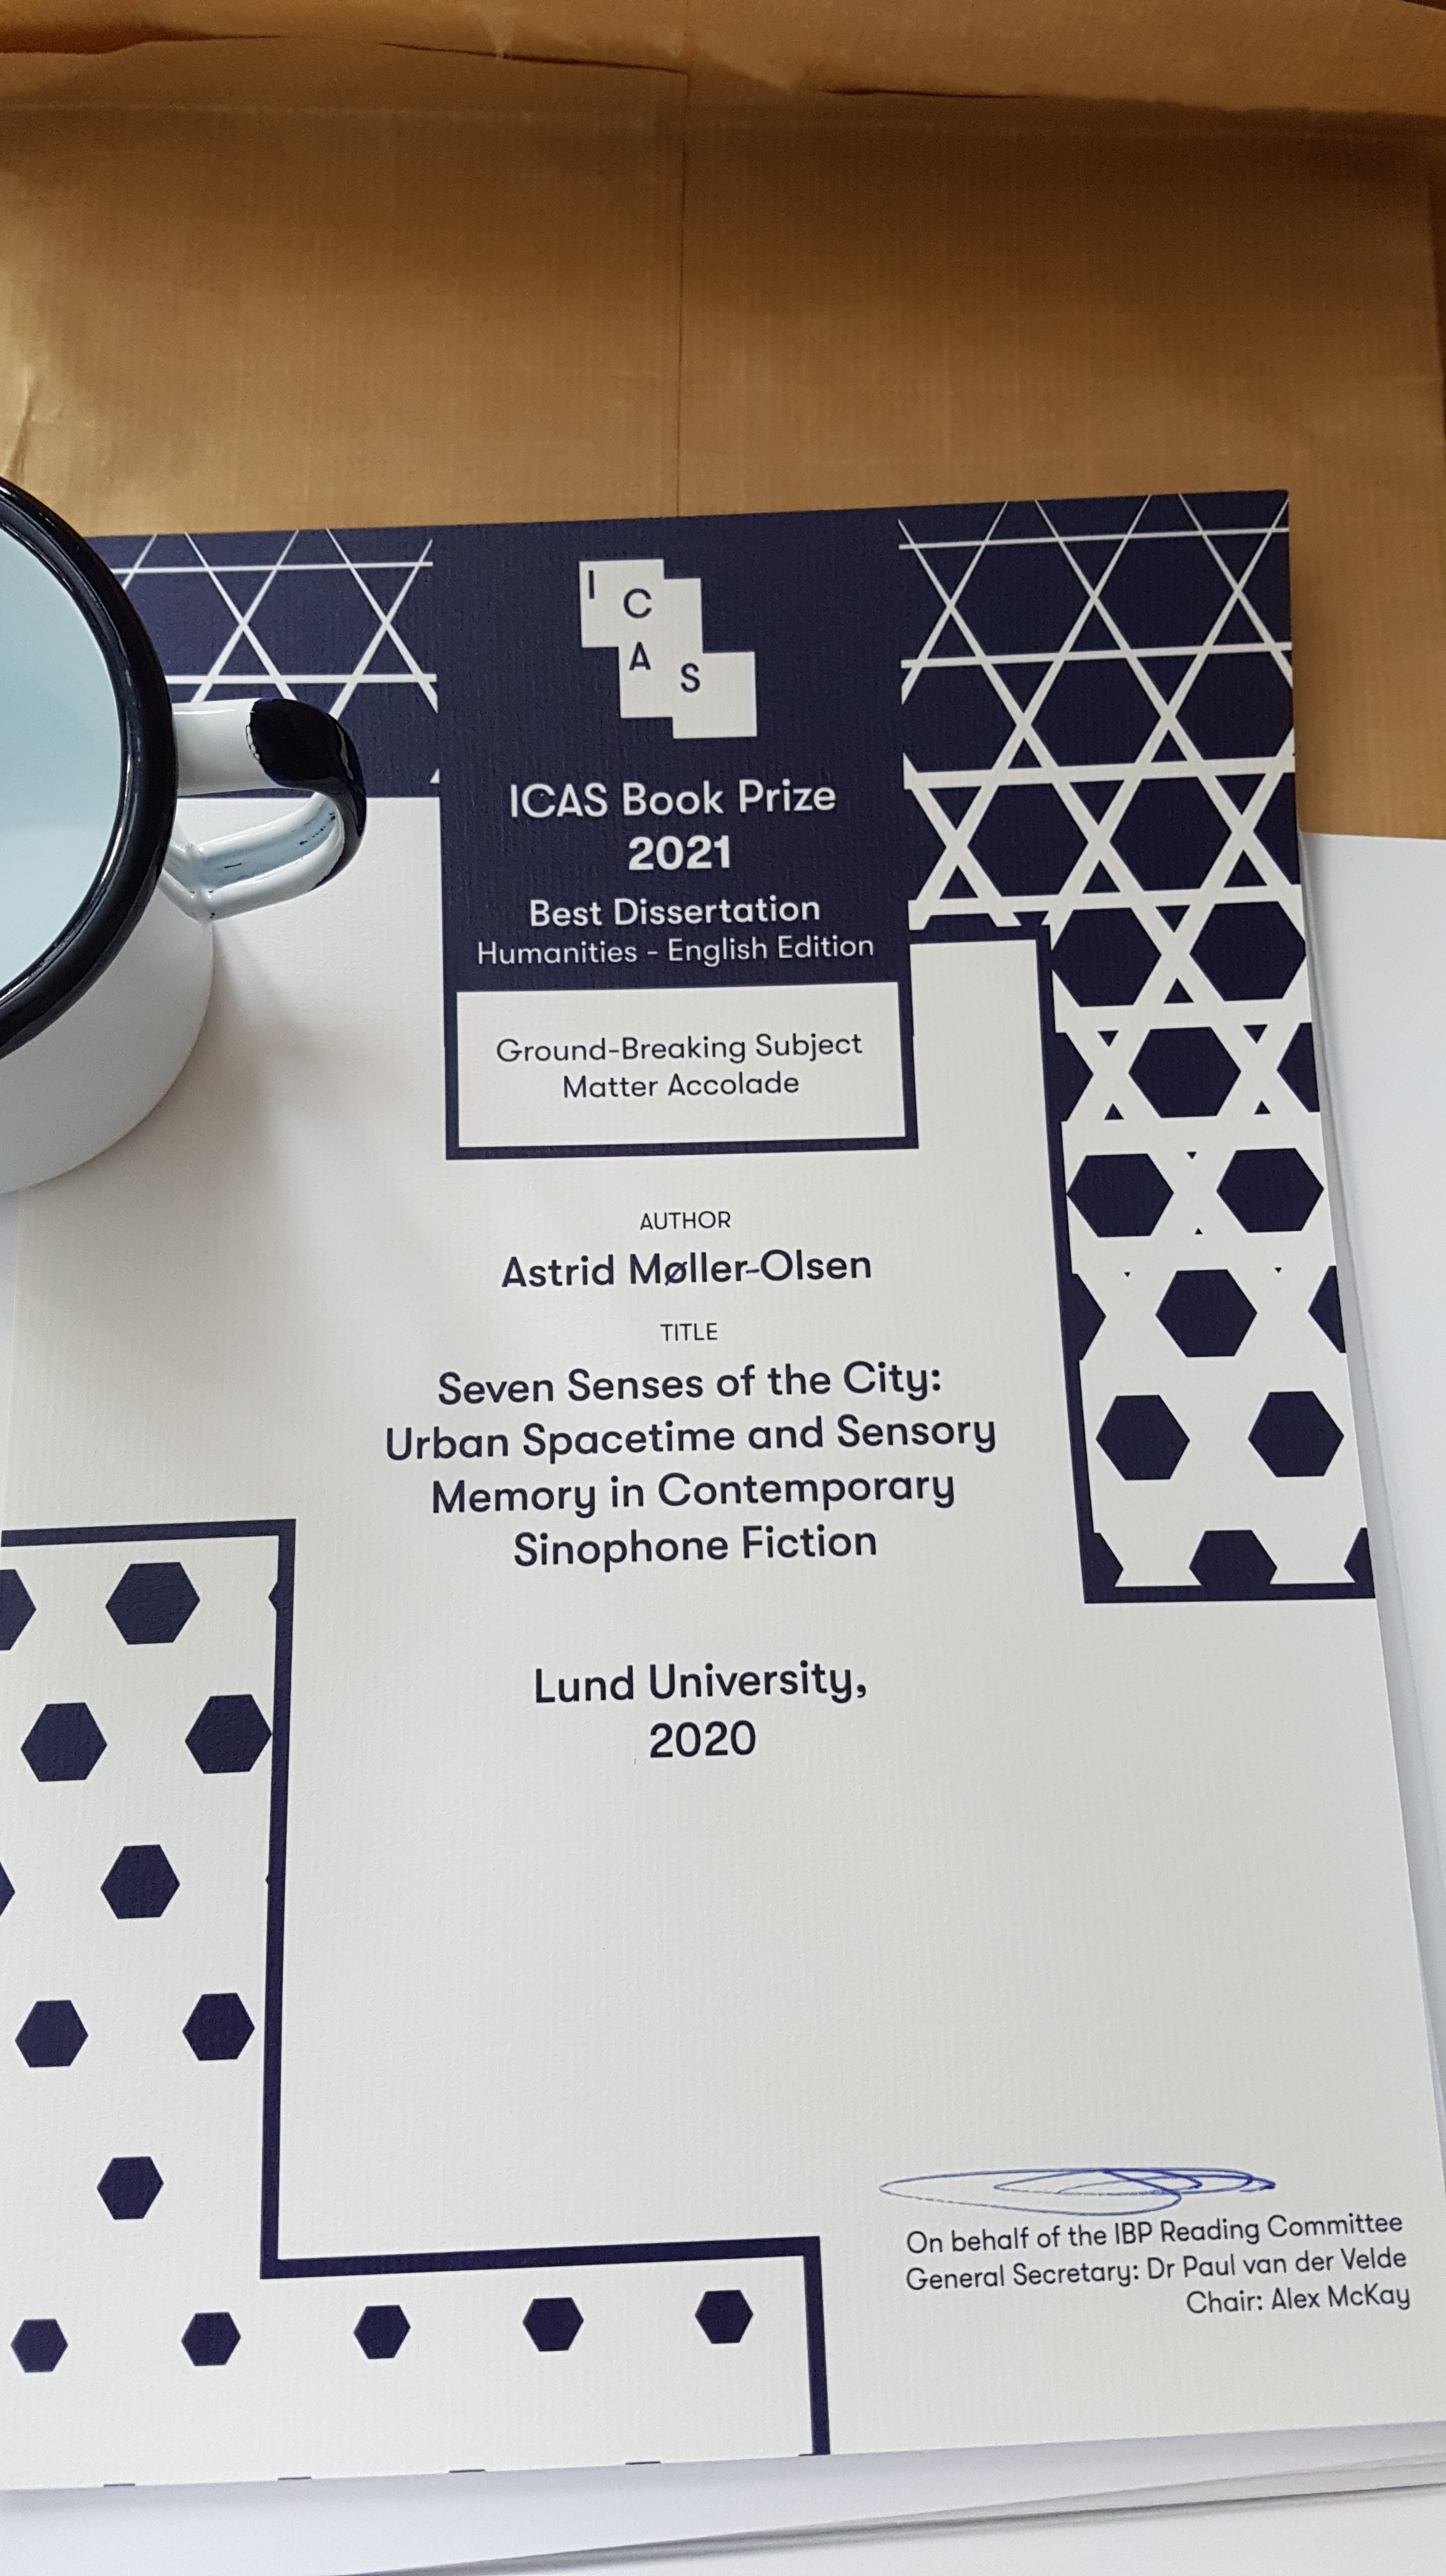 I
C
A
S
ICAS Book Prize
2021
Best Dissertation
Humanities - English Edition
Ground-Breaking Subject
Matter Accolade
AUTHOR
Astrid Møller-Olsen
TITLE
Seven Senses of the City:
Urban Spacetime and Sensory
Memory in Contemporary
Sinophone Fiction
Lund University,
2020
On behalf of the IBP Reading Committee
General Secretary: Dr Paul van der Velde
Chair: Alex McKay